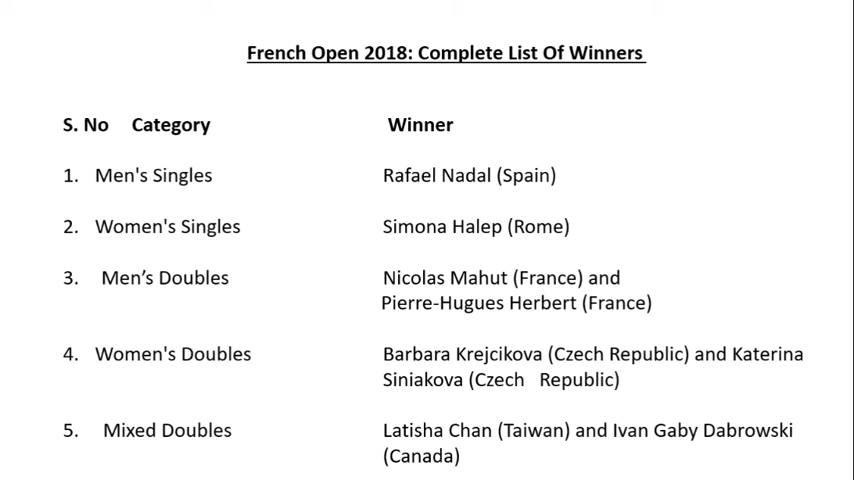 French Open 2018: Complete List Of Winners
S. No Category Winner
1. Men's Singles Rafael Nadal (Spain)
2. Women's Singles Simona Halep (Rome)
3. Men’s Doubles Nicolas Mahut (France) and
Pierre-Hugues Herbert (France)
4. Women's Doubles Barbara Krejcikova (Czech Republic) and Katerina
Siniakova (Czech Republic)
5. Mixed Doubles Latisha Chan (Taiwan) and Ivan Gaby Dabrowski
(Canada)